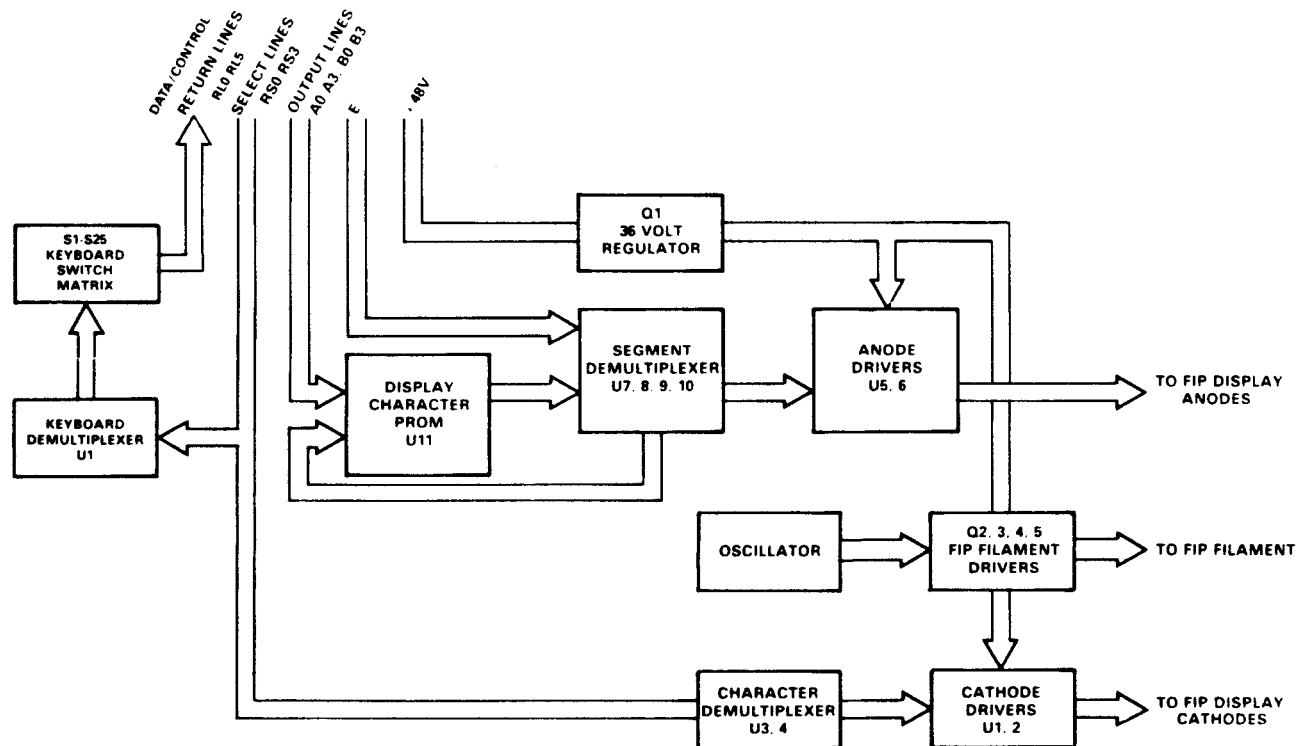 DATA/CONTROL
RETURN LINES
RL0 RL5
SELECT LINES
RS0 RS3
OUTPUT LINES
A0 A3. B0 B3
E
48V
Q1
36 VOLT
REGULATOR
S1-S25
KEYBOARD
SWITCH
MATRIX
SEGMENT
DEMULTIPLEXER
U7. 8. 9. 10
ANODE
DRIVERS
U5. 6
DISPLAY
CHARACTER
PROM
U11
TO FIP DISPLAY
ANODES
KEYBOARD
DEMULTIPLEXER
U1
OSCILLATOR
Q2. 3. 4. 5
FIP FILAMENT
DRIVERS
TO FIP FILAMENT
CHARACTER
DEMULTIPLEXER
U3. 4
CATHODE
DRIVERS
U1. 2
TO FIP DISPLAY
CATHODES